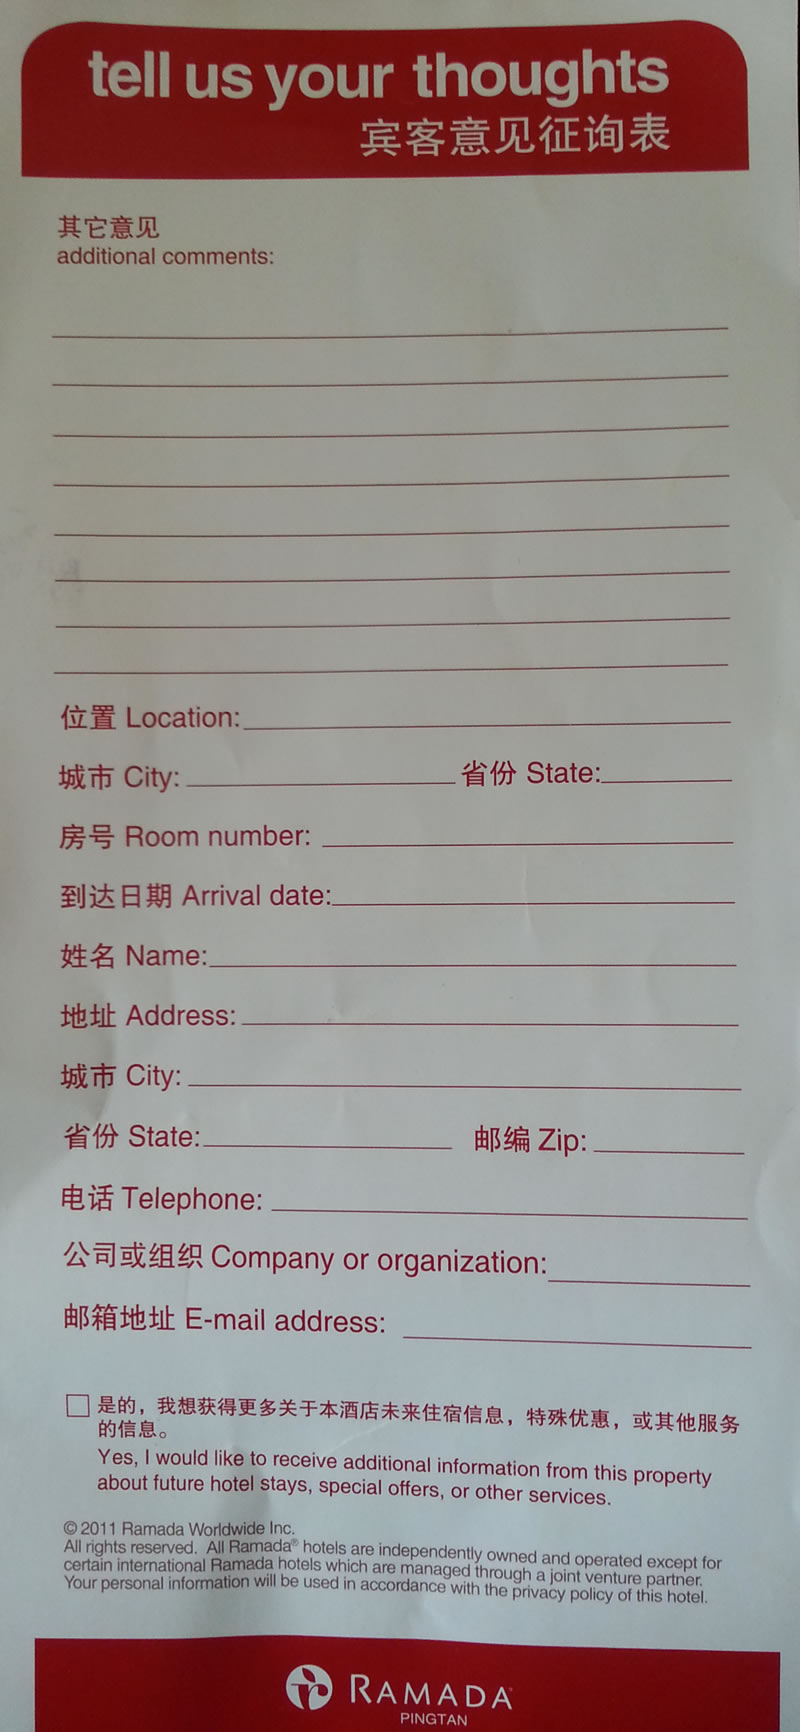 tell us your thoughts
宾客意见征询表
其它意见
additional comments:
位置 Location:
城市 City: 省份 State:
房号 Room number:
到达日期 Arrival date:
姓名 Name:
地址 Address:
城市 City:
省份 State: 邮编 Zip:
电话 Telephone:
公司或组织 Company or organization:
邮箱地址 E-mail address:
是的，我想获得更多关于本酒店未来住宿信息，特殊优惠，或其他服务
的信息。
Yes, I would like to receive additional information from this property
about future hotel stays, special offers, or other services.
© 2011 Ramada Worldwide Inc.
All rights reserved. All Ramada® hotels are independently owned and operated except for
certain international Ramada hotels which are managed through a joint venture partner.
Your personal information will be used in accordance with the privacy policy of this hotel.
RAMADA
PINGTAN